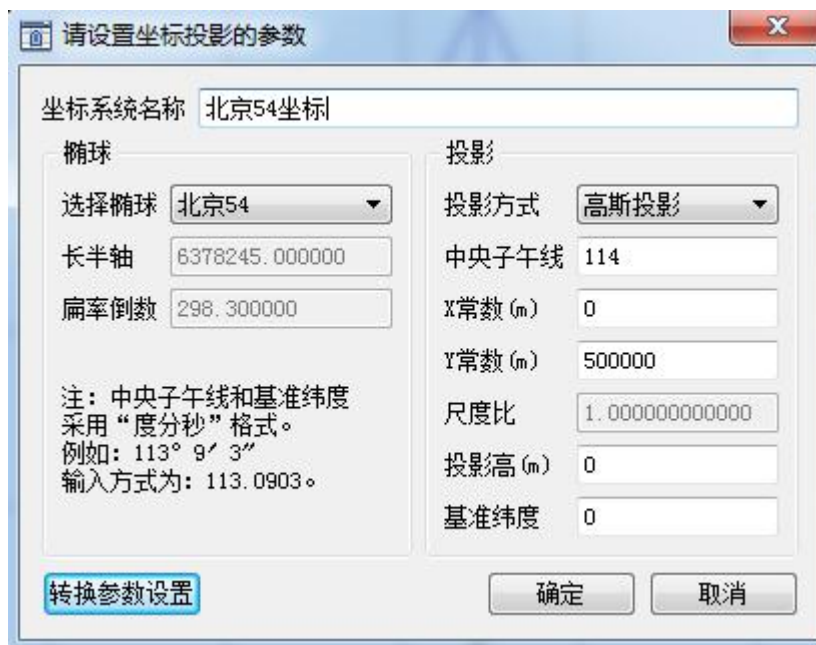 请设置坐标投影的参数
坐标系统名称 北京54坐标
椭球
选择椭球 北京54
长半轴 6378245.000000
扁率倒数 298.300000
注：中央子午线和基准纬度
采用“度分秒”格式。
例如：113° 9′ 3″
输入方式为：113.0903。
投影
投影方式 高斯投影
中央子午线 114
X常数(m) 0
Y常数(m) 500000
尺度比 1.000000000000
投影高(m) 0
基准纬度 0
转换参数设置 确定 取消